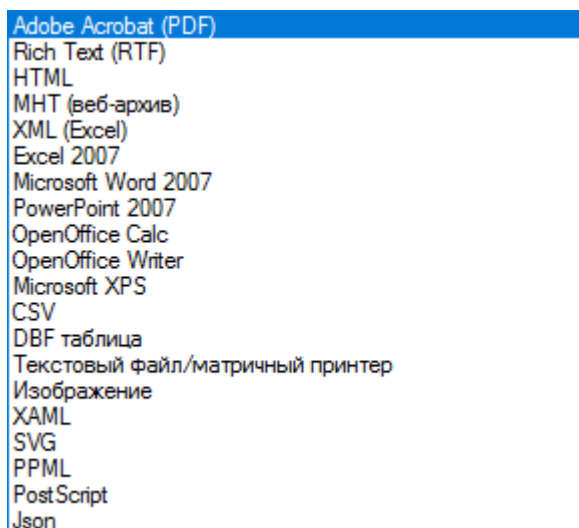 Adobe Acrobat (PDF)
Rich Text (RTF)
HTML
MHT (веб-архив)
XML (Excel)
Excel 2007
Microsoft Word 2007
PowerPoint 2007
OpenOffice Calc
OpenOffice Writer
Microsoft XPS
CSV
DBF таблица
Текстовый файл/матричный принтер
Изображение
XAML
SVG
PPML
PostScript
Json